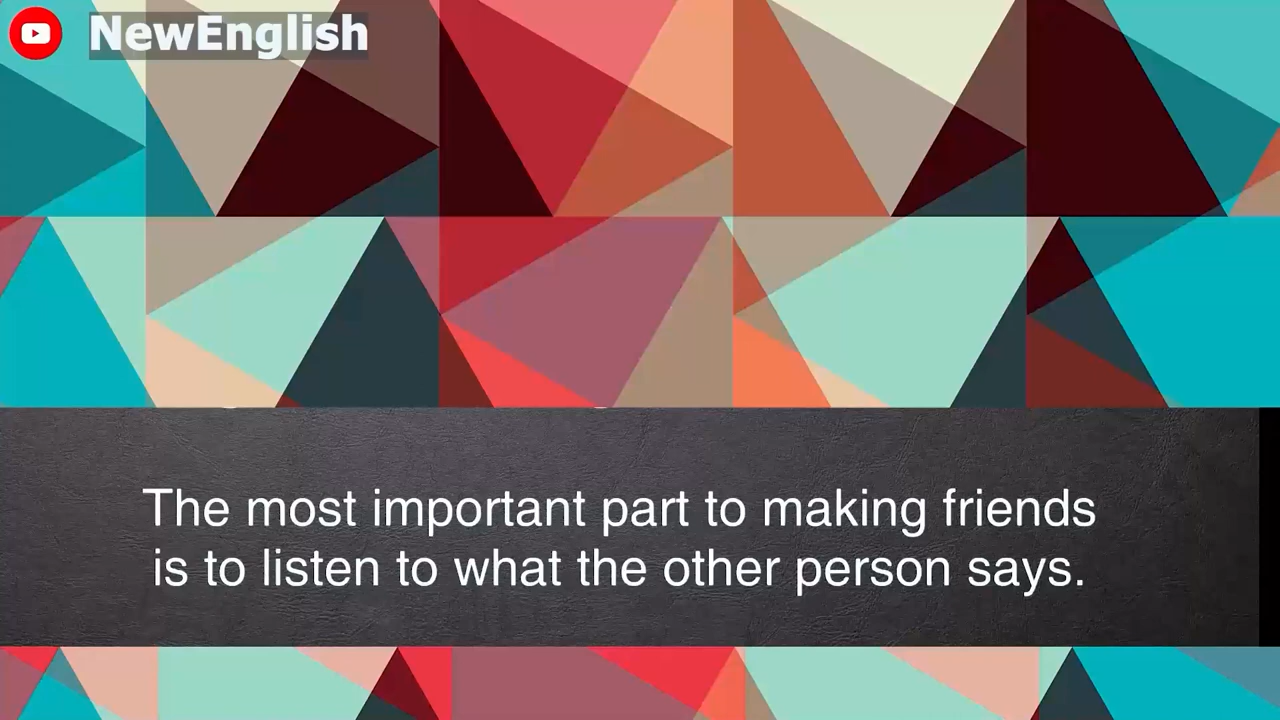 NewEnglish
The most important part to making friends
is to listen to what the other person says.